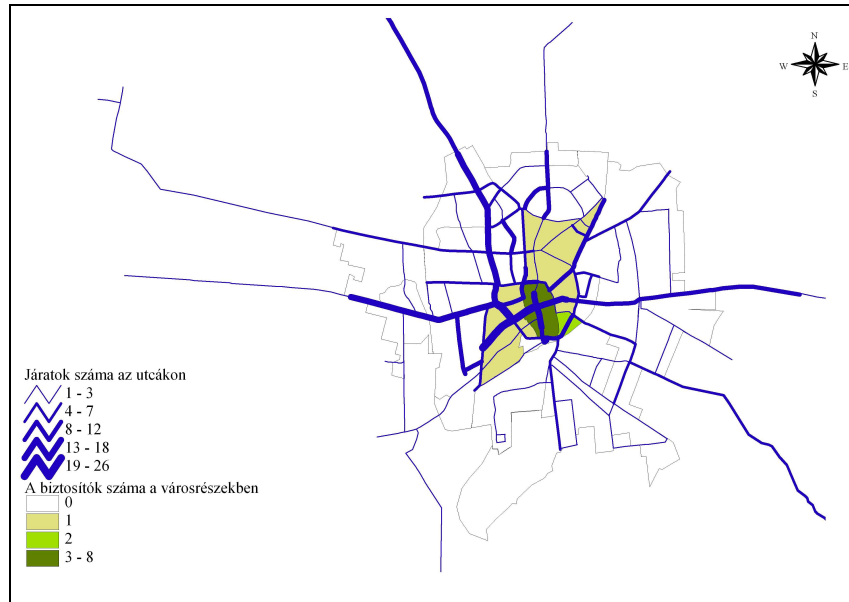 N
W E
S
Járatok száma az utcákon
1 - 3
4 - 7
8 - 12
13 - 18
19 - 26
A biztosítók száma a városrészekben
0
1
2
3 - 8